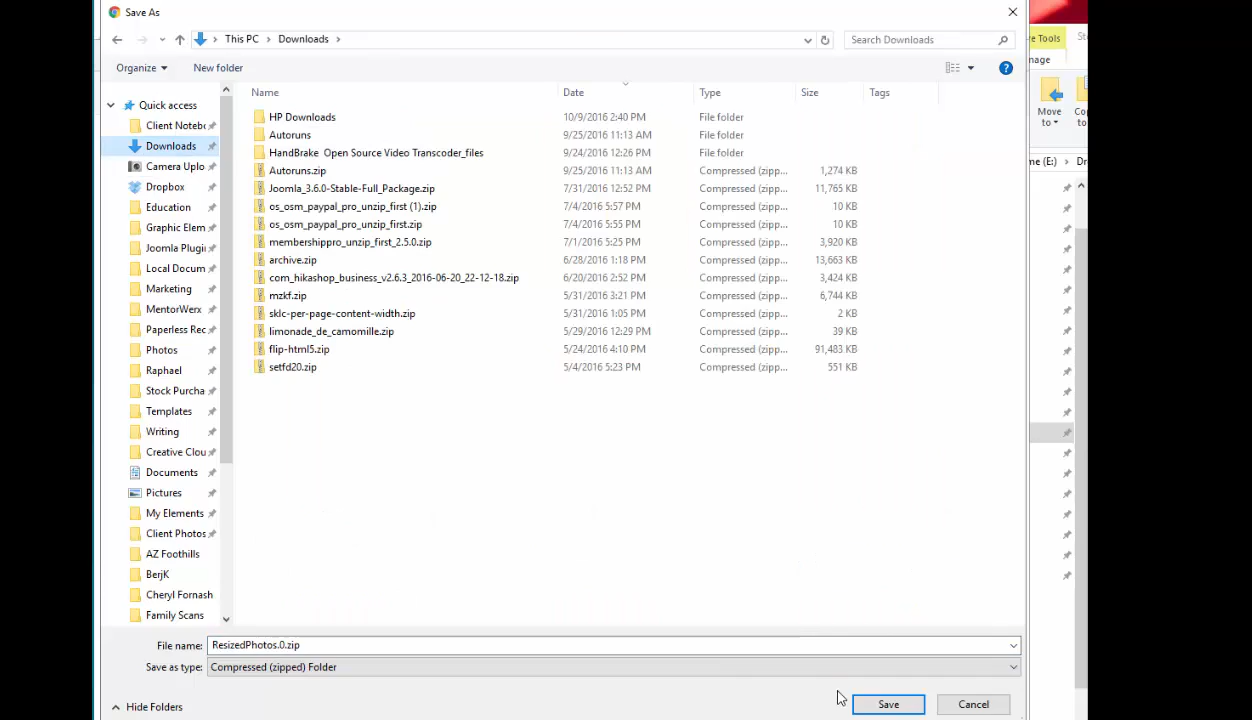 Save As
This PC > Downloads >
Search Downloads
Organize
New folder
Name Date Type Size Tags
Quick access
Client Noteb
Downloads
Camera Uplo
Dropbox
Education
Graphic Elem
Joomla Plugi
Local Docum
Marketing
MentorWerx
Paperless Rec
Photos
Raphael
Stock Purcha
Templates
Writing
Creative Clou
Documents
Pictures
My Elements
Client Photos
AZ Foothills
BerjK
Cheryl Fornash
Family Scans
HP Downloads 10/9/2016 2:40 PM File folder
Autoruns 9/25/2016 11:13 AM File folder
HandBrake Open Source Video Transcoder_files 9/24/2016 12:26 PM File folder
Autoruns.zip 9/25/2016 11:13 AM Compressed (zipp... 1,274 KB
Joomla_3.6.0-Stable-Full_Package.zip 7/31/2016 12:52 PM Compressed (zipp... 11,765 KB
os_osm_paypal_pro_unzip_first (1).zip 7/4/2016 5:57 PM Compressed (zipp... 10 KB
os_osm_paypal_pro_unzip_first.zip 7/4/2016 5:55 PM Compressed (zipp... 10 KB
membershippro_unzip_first_2.5.0.zip 7/1/2016 5:25 PM Compressed (zipp... 3,920 KB
archive.zip 6/28/2016 1:18 PM Compressed (zipp... 13,663 KB
com_hikashop_business_v2.6.3_2016-06-20_22-12-18.zip 6/20/2016 2:52 PM Compressed (zipp... 3,424 KB
mzkf.zip 5/31/2016 3:21 PM Compressed (zipp... 6,744 KB
sklc-per-page-content-width.zip 5/31/2016 1:05 PM Compressed (zipp... 2 KB
limonade_de_camomille.zip 5/29/2016 12:29 PM Compressed (zipp... 39 KB
flip-html5.zip 5/24/2016 4:10 PM Compressed (zipp... 91,483 KB
setfd20.zip 5/4/2016 5:23 PM Compressed (zipp... 551 KB
File name: ResizedPhotos.0.zip
Save as type: Compressed (zipped) Folder
Hide Folders
Save
Cancel
e Tools
nage
Move
to
to
me (E:) > Dr